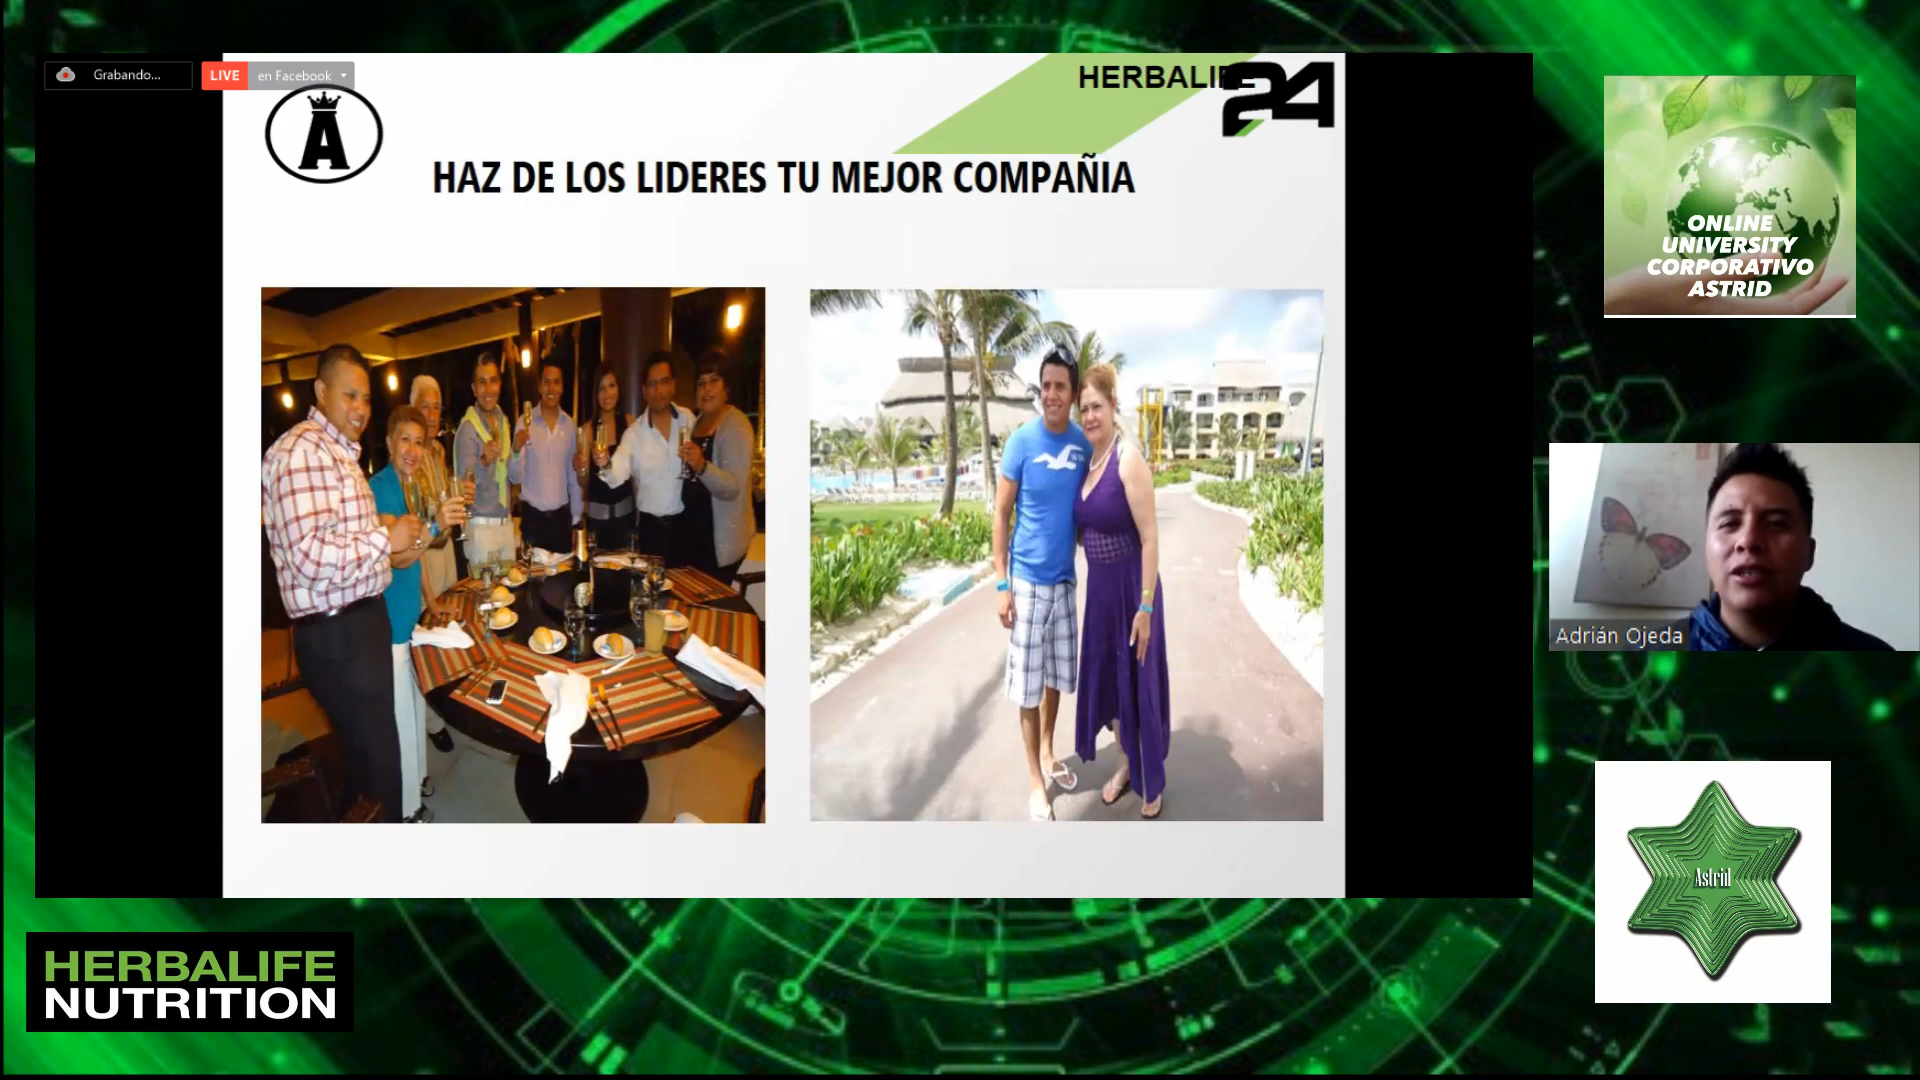 Grabando...
LIVE en Facebook
A
HERBALIFE
24
HAZ DE LOS LIDERES TU MEJOR COMPAÑIA
ONLINE
UNIVERSITY
CORPORATIVO
ASTRID
Adrián Ojeda
Astrid
HERBALIFE
NUTRITION